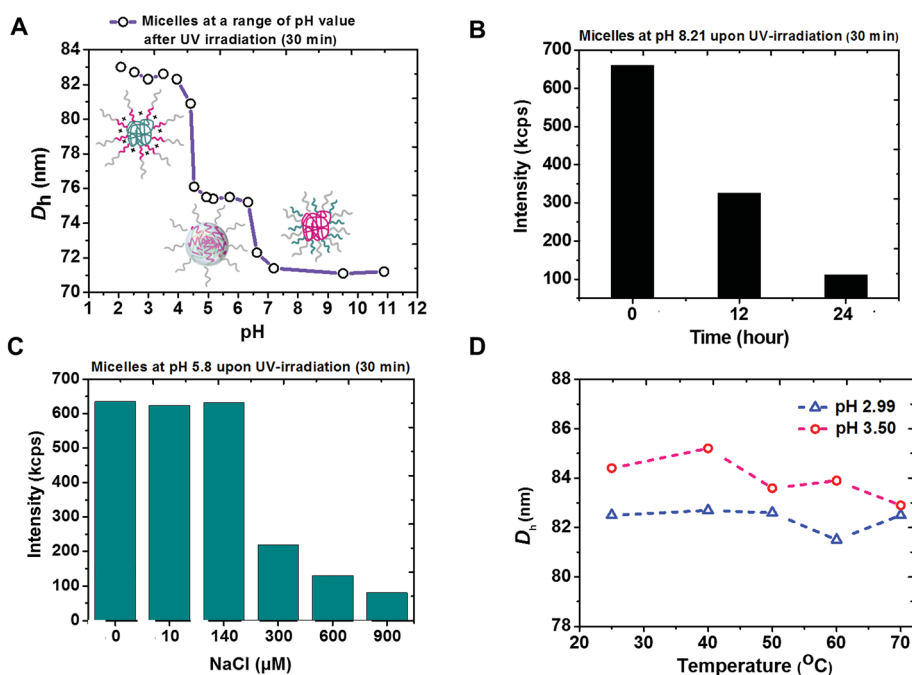 A
Micelles at a range of pH value
after UV irradiation (30 min)
84
82
80
78
76
74
72
70
Dh (nm)
1 2 3 4 5 6 7 8 9 10 11 12
pH
B
Micelles at pH 8.21 upon UV-irradiation (30 min)
700
600
500
400
300
200
100
Intensity (kcps)
0 12 24
Time (hour)
C
Micelles at pH 5.8 upon UV-irradiation (30 min)
700
600
500
400
300
200
100
0
Intensity (kcps)
0 10 140 300 600 900
NaCl (µM)
D
88
86
84
82
80
78
Dh (nm)
pH 2.99
pH 3.50
20 30 40 50 60 70
Temperature (°C)